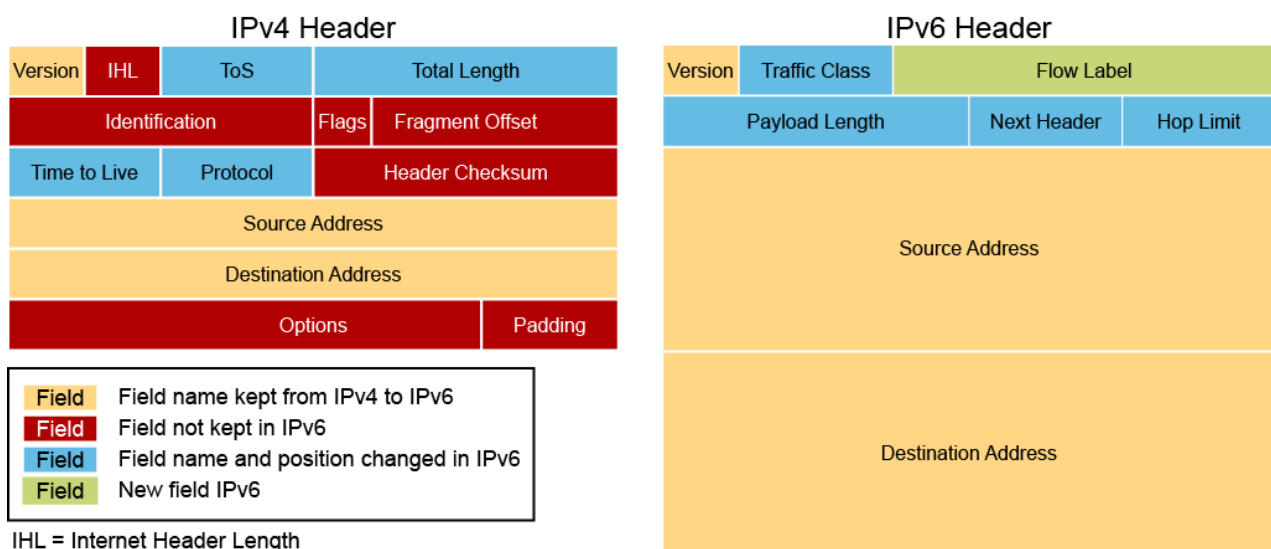 IPv4 Header
Version IHL ToS Total Length
Identification Flags Fragment Offset
Time to Live Protocol Header Checksum
Source Address
Destination Address
Options Padding
Field Field name kept from IPv4 to IPv6
Field Field not kept in IPv6
Field Field name and position changed in IPv6
Field New field IPv6
IHL = Internet Header Length
IPv6 Header
Version Traffic Class Flow Label
Payload Length Next Header Hop Limit
Source Address
Destination Address